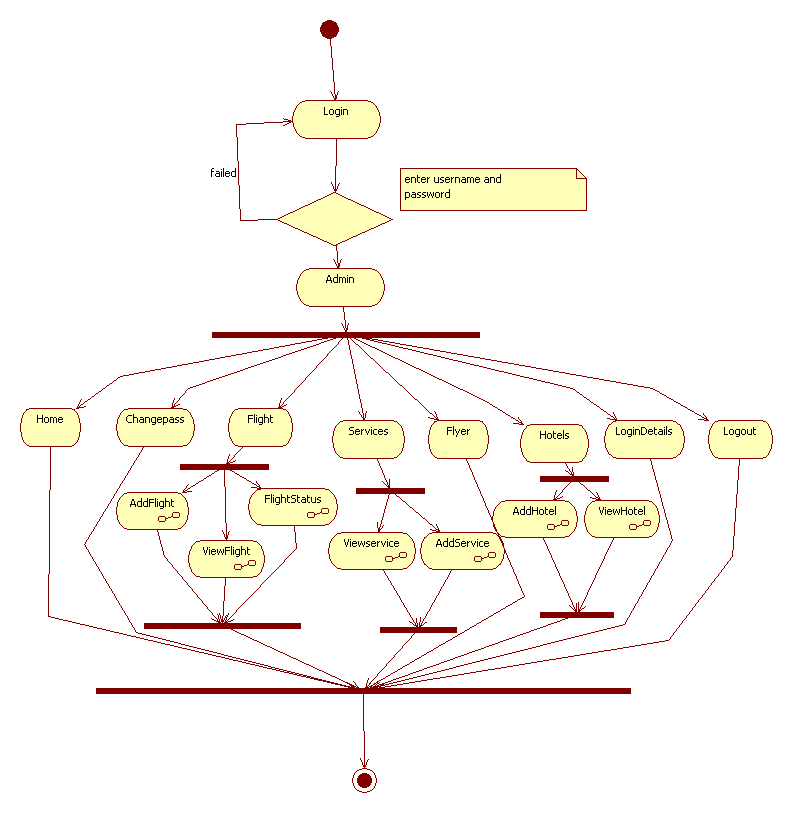 Login
failed
enter username and
password
Admin
Home
Changepass
Flight
Services
Flyer
Hotels
LoginDetails
Logout
AddFlight
FlightStatus
AddHotel
ViewHotel
ViewFlight
Viewservice
AddService